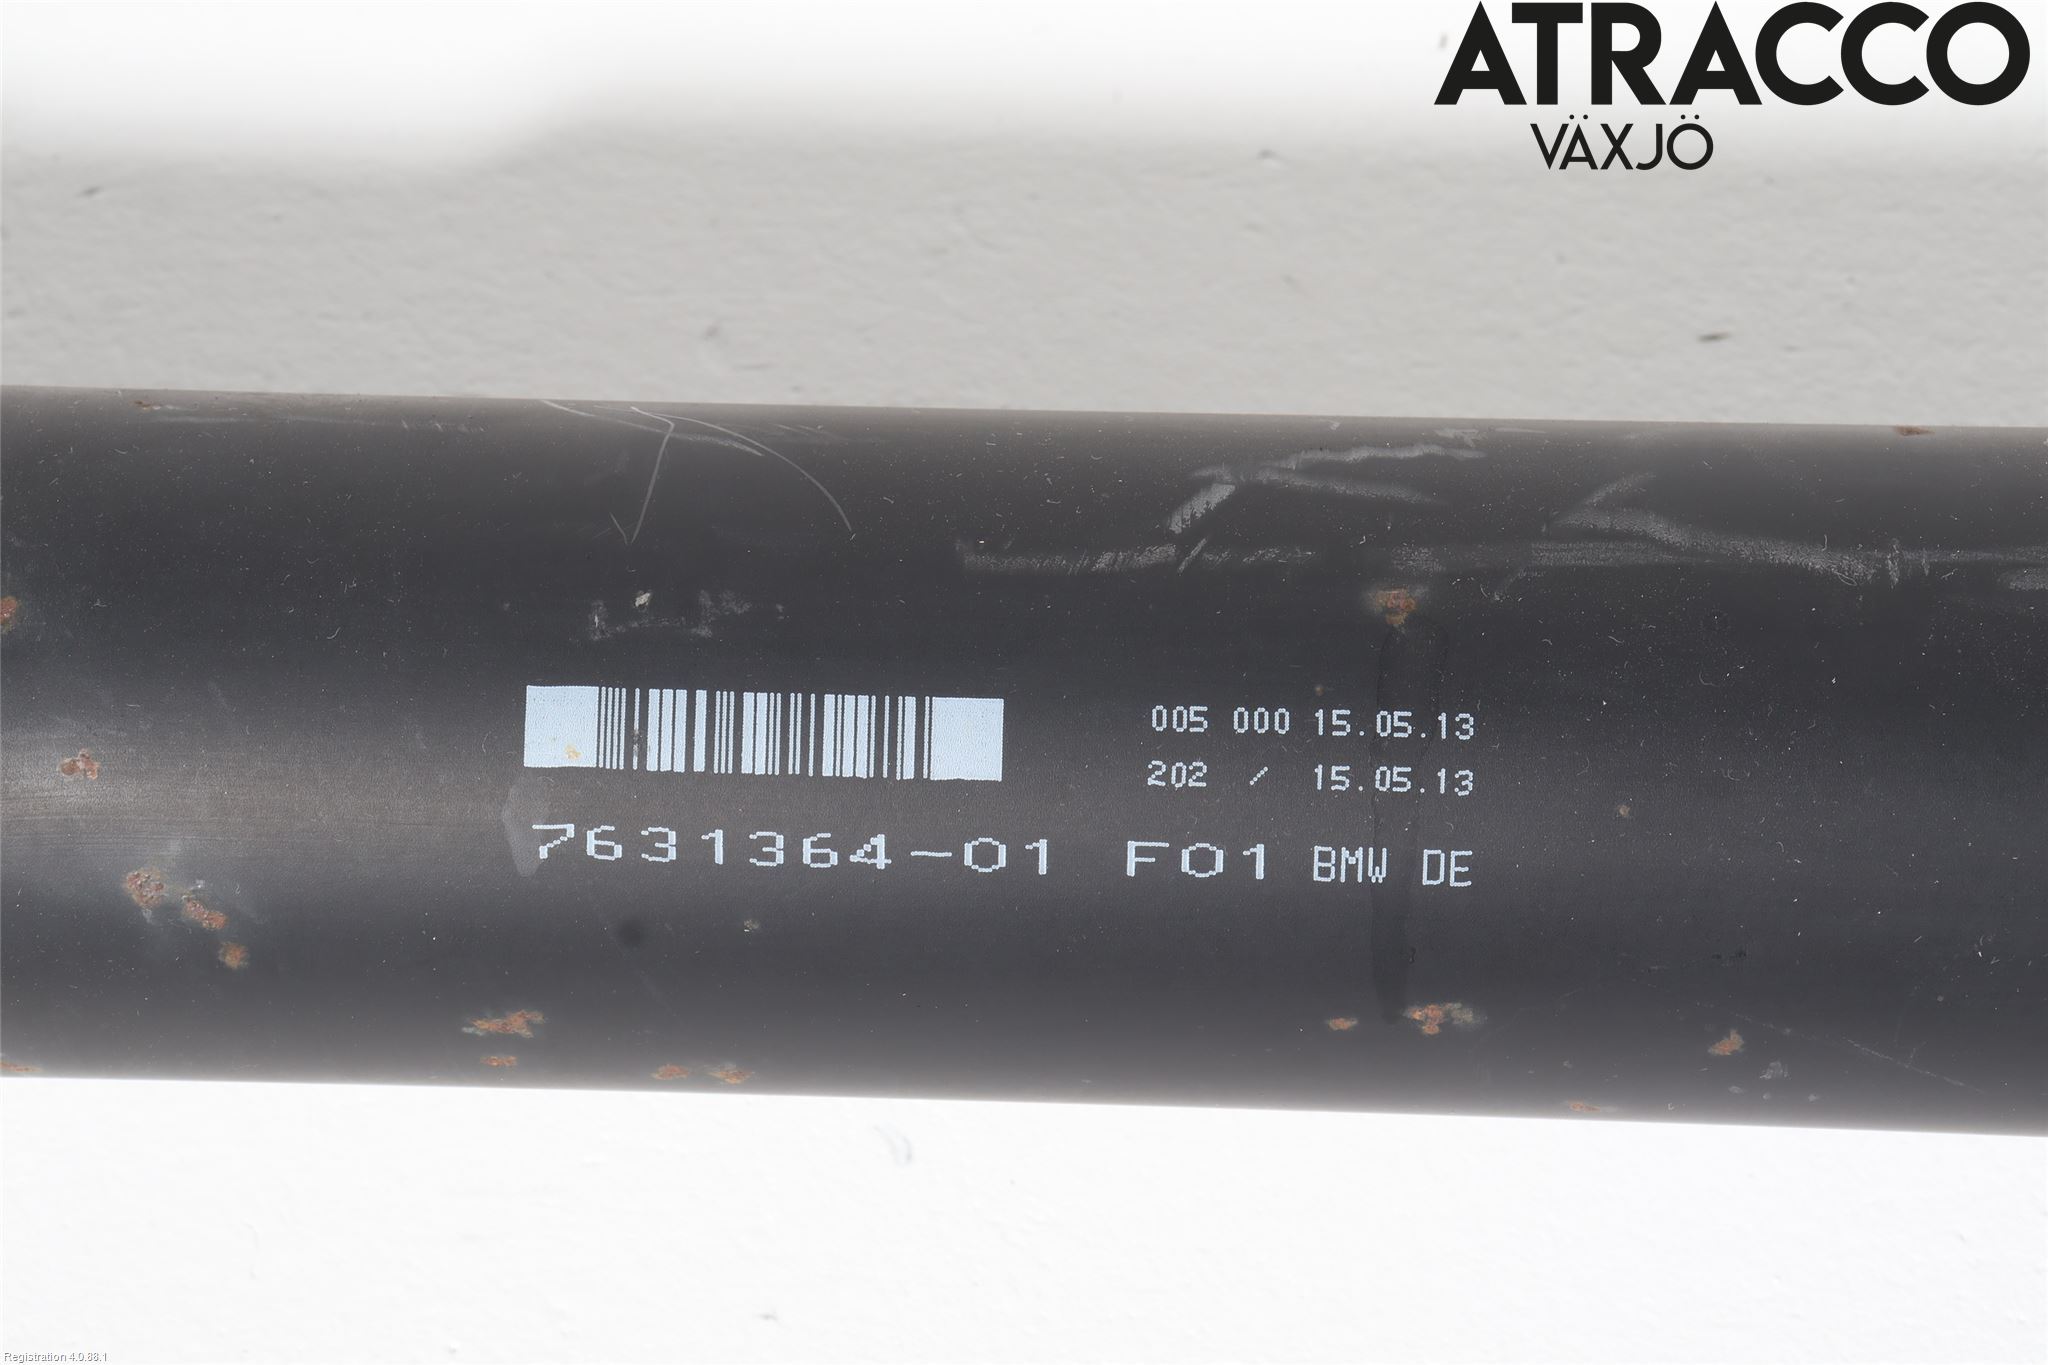 ATRACCO
VÄXJÖ
005 000 15.05.13
202 / 15.05.13
7631364-01 F01 BMW DE
Registration 4.0.88.1